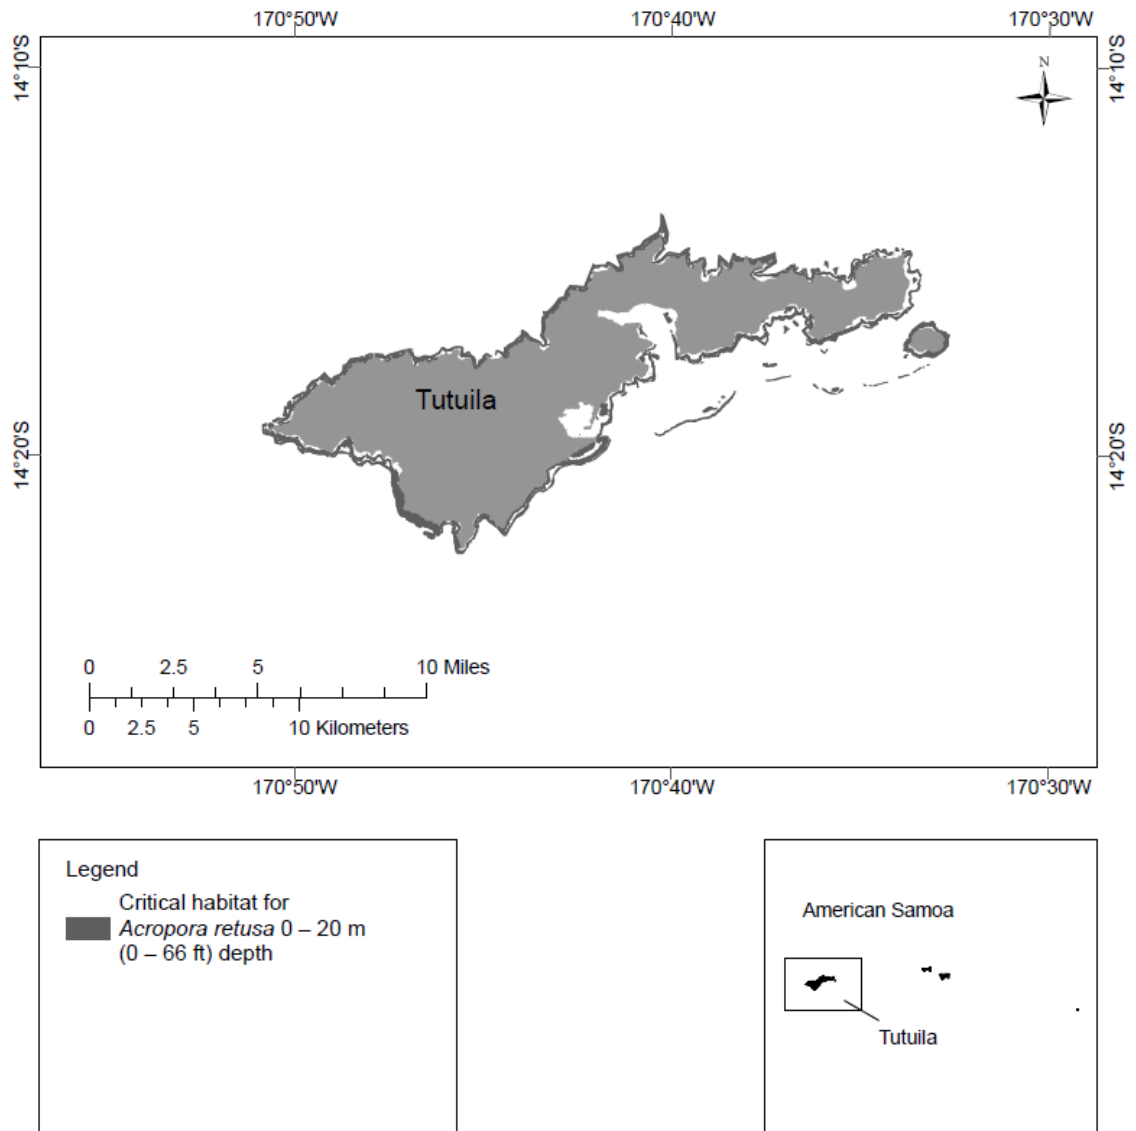 170°50'W 170°40'W 170°30'W
14°10'S 14°10'S
N
Tutuila
14°20'S 14°20'S
0 2.5 5 10 Miles
0 2.5 5 10 Kilometers
170°50'W 170°40'W 170°30'W
Legend
Critical habitat for
Acropora retusa 0 – 20 m
(0 – 66 ft) depth
American Samoa
Tutuila